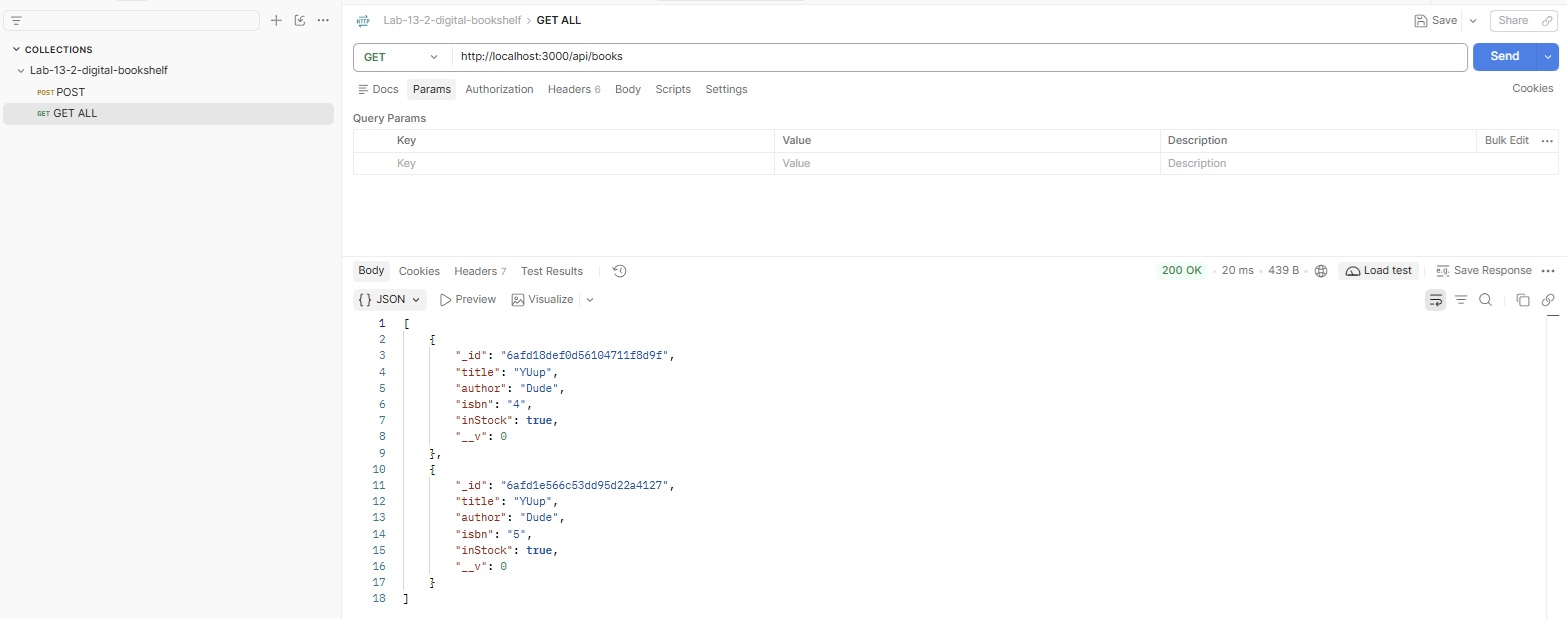 HTTP Lab-13-2-digital-bookshelf > GET ALL Save Share
COLLECTIONS
Lab-13-2-digital-bookshelf
POST POST
GET GET ALL
GET http://localhost:3000/api/books Send
Docs Params Authorization Headers 6 Body Scripts Settings Cookies
Query Params
Key Value Description Bulk Edit
Key Value Description
Body Cookies Headers 7 Test Results 200 OK 20 ms 439 B Load test e.g. Save Response
{} JSON Preview Visualize
1 [
2 {
3 "_id": "6afd18def0d56104711f8d9f",
4 "title": "YUup",
5 "author": "Dude",
6 "isbn": "4",
7 "inStock": true,
8 "__v": 0
9 },
10 {
11 "_id": "6afd1e566c53dd95d22a4127",
12 "title": "YUup",
13 "author": "Dude",
14 "isbn": "5",
15 "inStock": true,
16 "__v": 0
17 }
18 ]